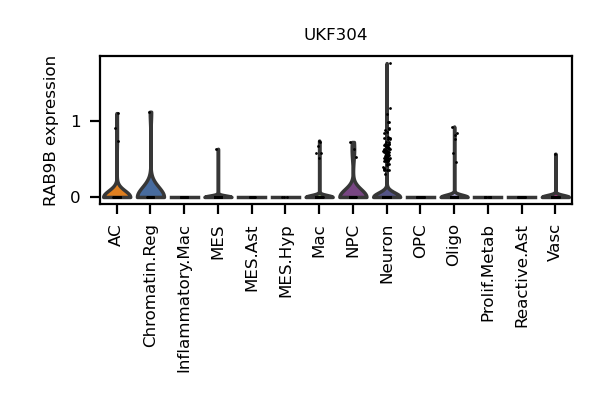 UKF304
RAB9B expression
1
0
AC
Chromatin.Reg
Inflammatory.Mac
MES
MES.Ast
MES.Hyp
Mac
NPC
Neuron
OPC
Oligo
Prolif.Metab
Reactive.Ast
Vasc